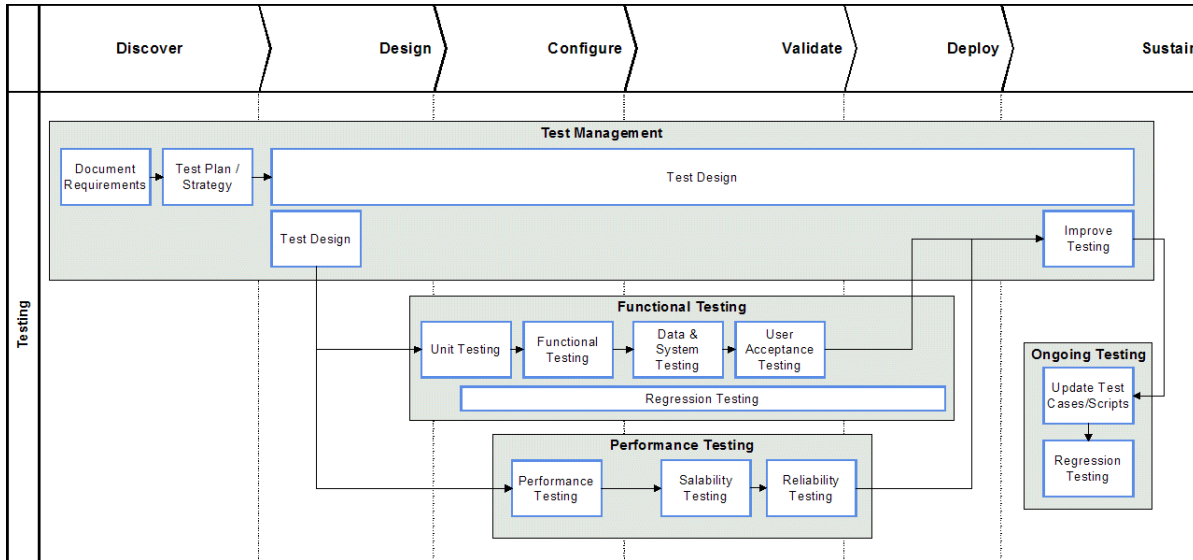 Discover
Design
Configure
Validate
Deploy
Sustain
Testing
Test Management
Document
Requirements
Test Plan /
Strategy
Test Design
Test Design
Improve
Testing
Functional Testing
Unit Testing
Functional
Testing
Data &
System
Testing
User
Acceptance
Testing
Regression Testing
Ongoing Testing
Update Test
Cases/Scripts
Regression
Testing
Performance Testing
Performance
Testing
Salability
Testing
Reliability
Testing